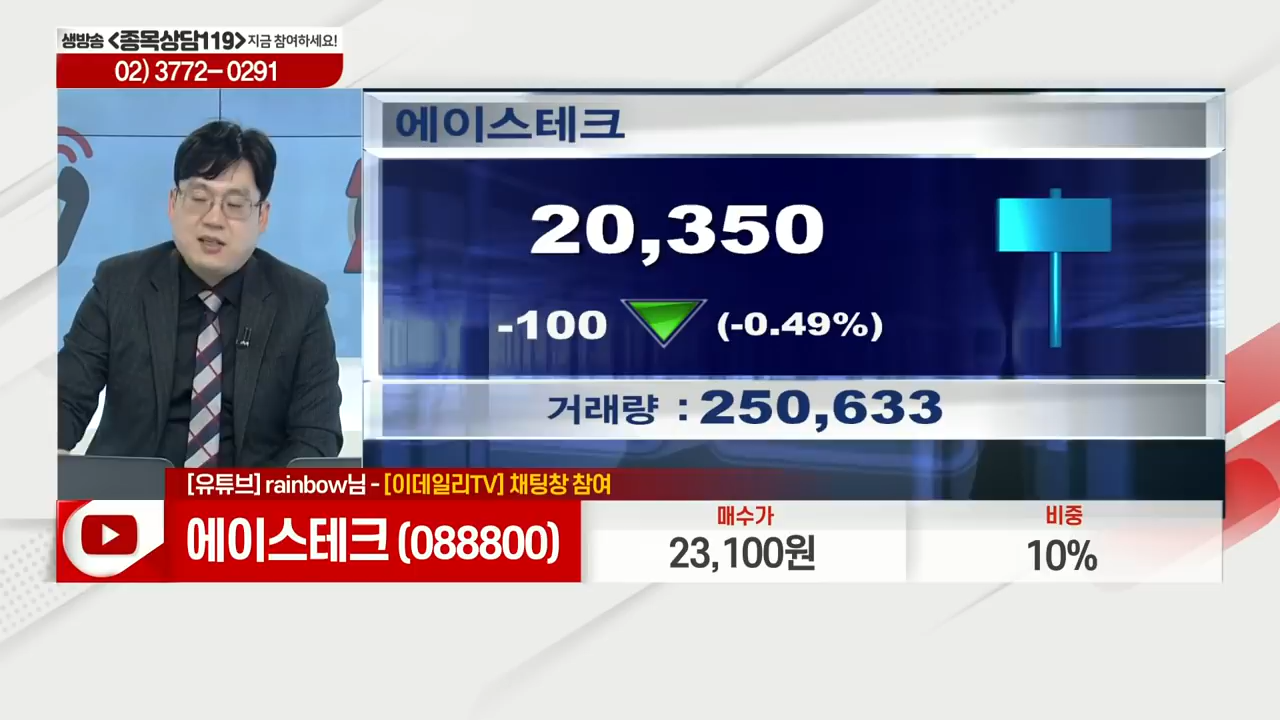 생방송 <종목상담119> 지금 참여하세요!
02) 3772-0291
에이스테크
20,350
-100 (-0.49%)
거래량 : 250,633
[유튜브] rainbow님 - [이데일리TV] 채팅창 참여
에이스테크 (088800)
매수가
23,100원
비중
10%